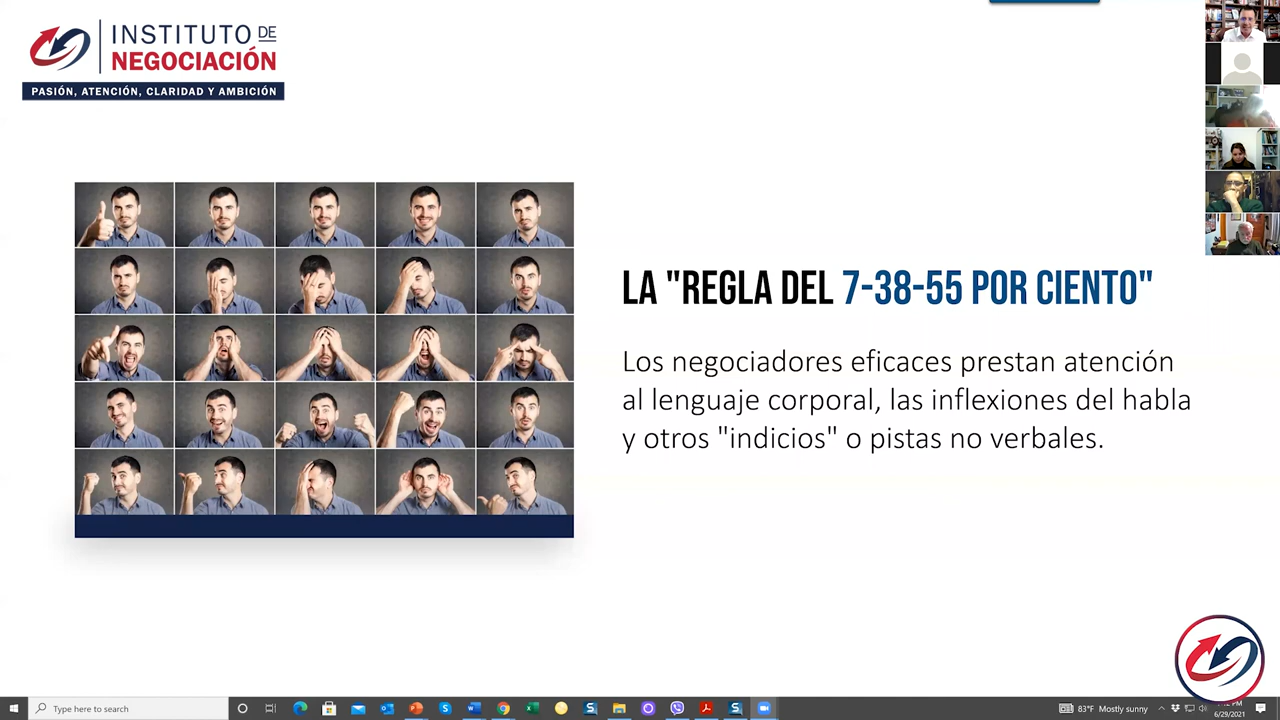 INSTITUTO DE
NEGOCIACIÓN
PASIÓN, ATENCIÓN, CLARIDAD Y AMBICIÓN
LA "REGLA DEL 7-38-55 POR CIENTO"
Los negociadores eficaces prestan atención
al lenguaje corporal, las inflexiones del habla
y otros "indicios" o pistas no verbales.
Type here to search
83°F Mostly sunny
6/29/2021